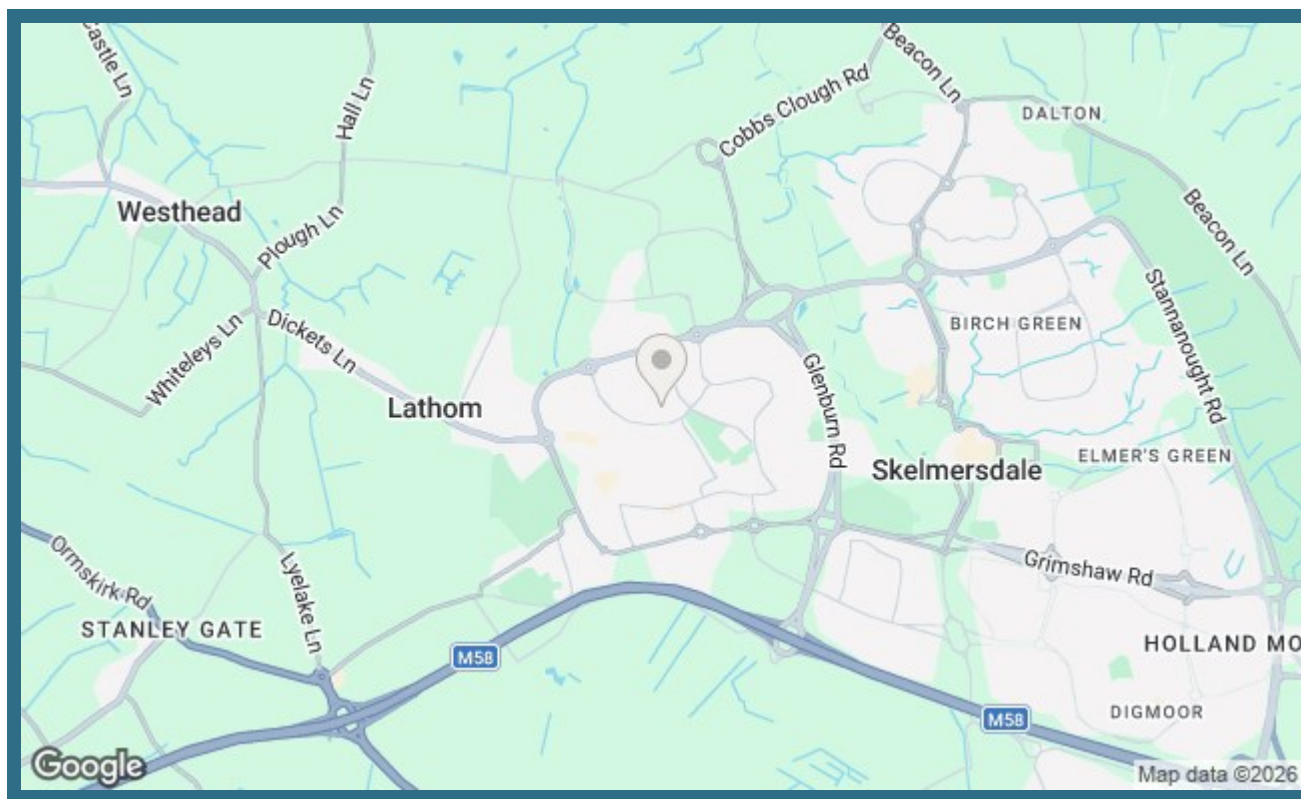 Castle Ln
Hall Ln
Cobbs Clough Rd
Beacon Ln
DALTON
Westhead
Plough Ln
Beacon Ln
Whiteleys Ln
Dickets Ln
Stannanought Rd
BIRCH GREEN
Glenburn Rd
Lathom
Skelmersdale
ELMER'S GREEN
Ormskirk Rd
Lyelake Ln
Grimshaw Rd
STANLEY GATE
HOLLAND MO
M58
M58
DIGMOOR
Google
Map data ©2026